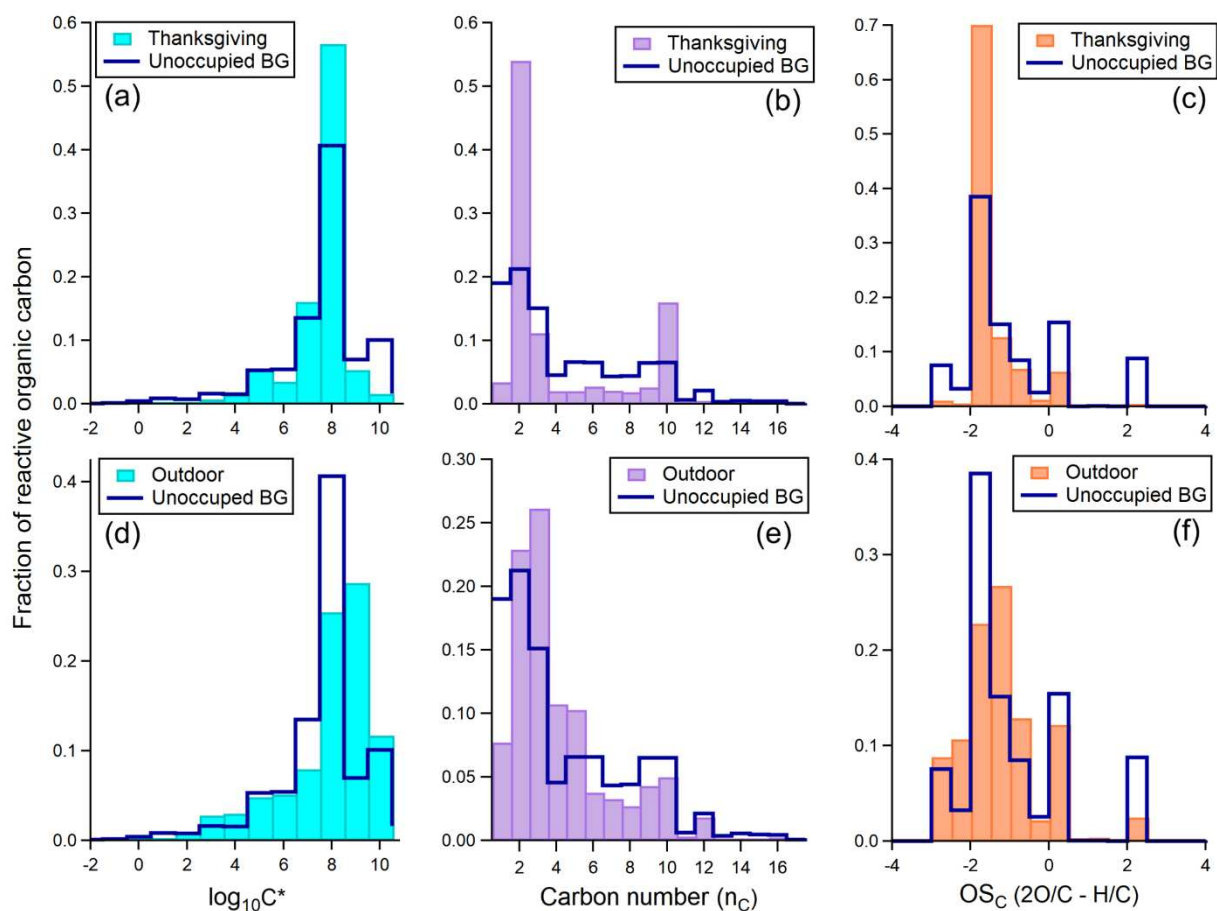 Fraction of reactive organic carbon
0.6
0.5
0.4
0.3
0.2
0.1
0.0
Thanksgiving
Unoccupied BG
(a)
-2 0 2 4 6 8 10
0.6
0.5
0.4
0.3
0.2
0.1
0.0
Thanksgiving
Unoccupied BG
(b)
2 4 6 8 10 12 14 16
0.7
0.6
0.5
0.4
0.3
0.2
0.1
0.0
Thanksgiving
Unoccupied BG
(c)
-4 -2 0 2 4
0.4
0.3
0.2
0.1
0.0
Outdoor
Unoccuped BG
(d)
-2 0 2 4 6 8 10
log10C*
0.30
0.25
0.20
0.15
0.10
0.05
0.00
Outdoor
Unoccupied BG
(e)
2 4 6 8 10 12 14 16
Carbon number (nC)
0.4
0.3
0.2
0.1
0.0
Outdoor
Unoccupied BG
(f)
-4 -2 0 2 4
OSC (2O/C - H/C)